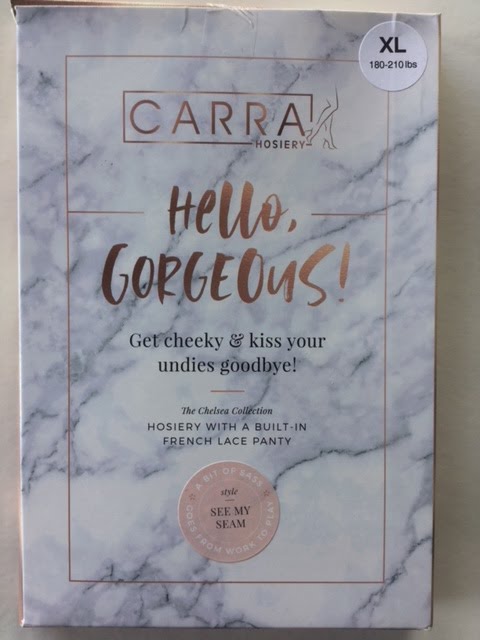 XL
180-210 lbs
CARRA
HOSIERY
Hello,
GORGEOUS!
Get cheeky & kiss your
undies goodbye!
The Chelsea Collection
HOSIERY WITH A BUILT-IN
FRENCH LACE PANTY
A BIT OF SASS
style
SEE MY
SEAM
GOES FROM WORK TO PLAY